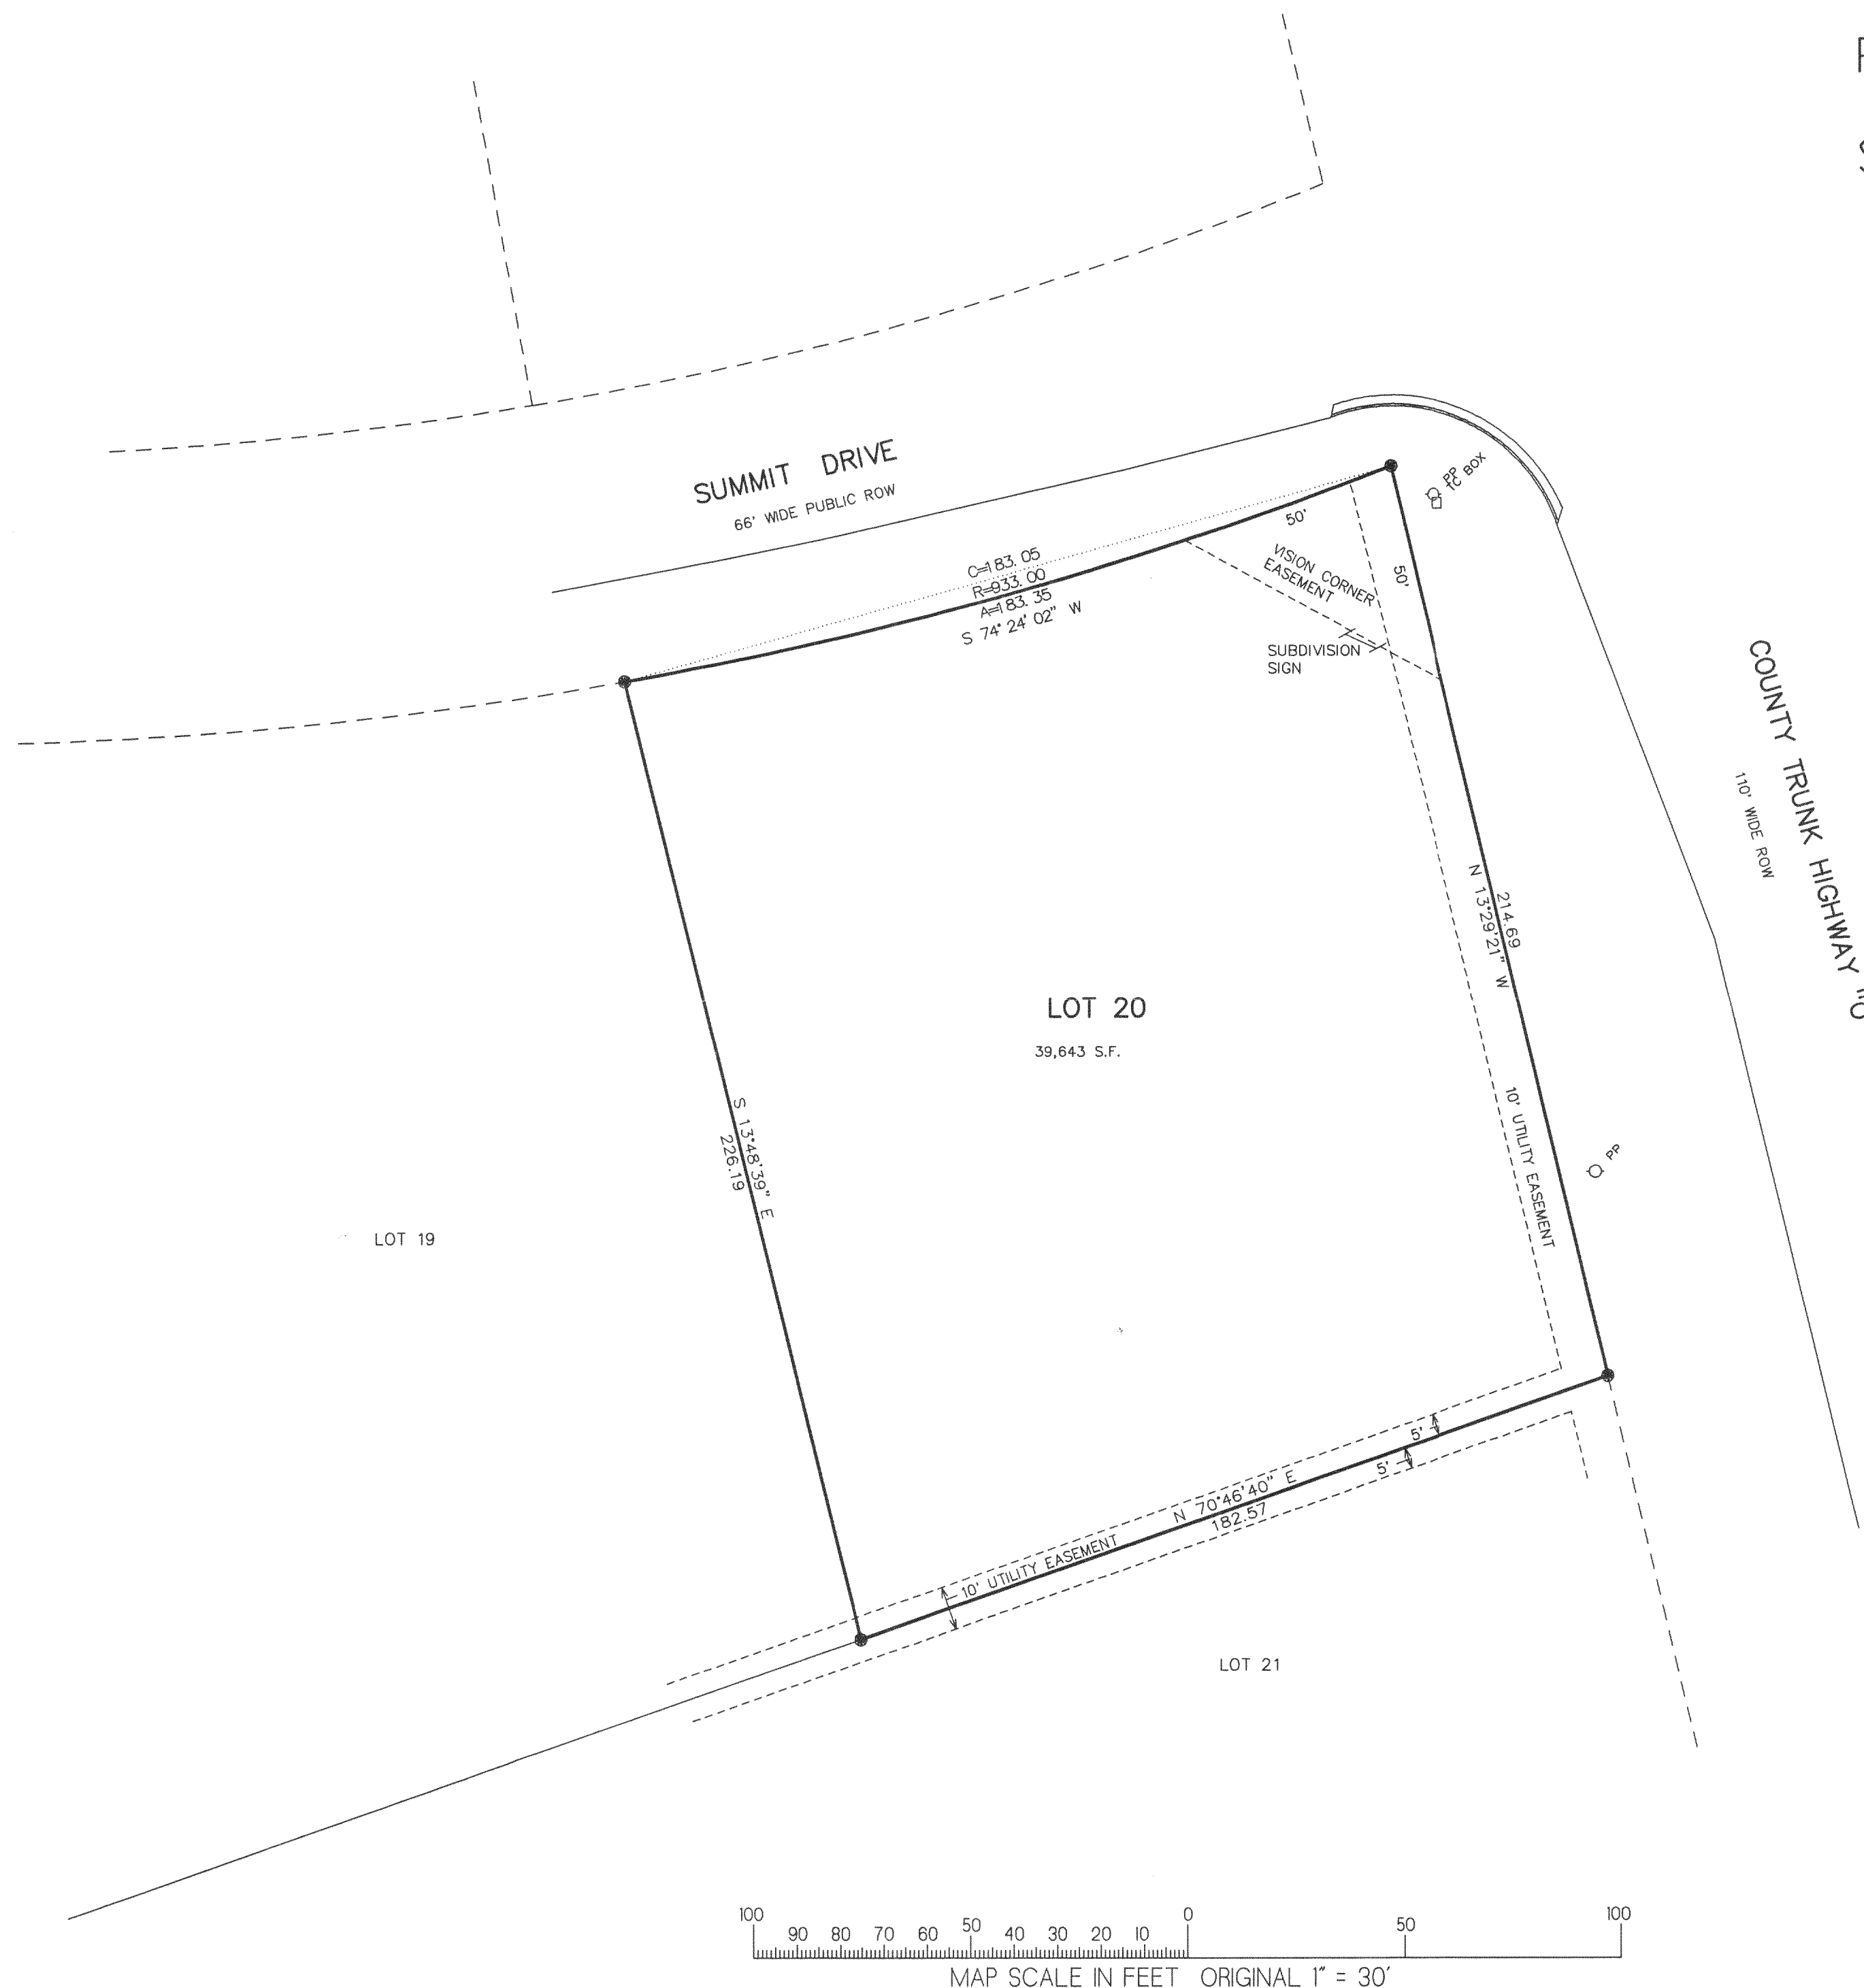 SUMMIT DRIVE
66' WIDE PUBLIC ROW
C=183.05
R=933.00
A=183.35
S 74°24'02" W
50'
VISION CORNER
EASEMENT
50'
PP
TC BOX
SUBDIVISION
SIGN
COUNTY TRUNK HIGHWAY "O
110' WIDE ROW
214.69
N 13°29'21" W
LOT 20
39,643 S.F.
10' UTILITY EASEMENT
PP
S 13°48'39" E
226.19
LOT 19
5'
5'
N 70°46'40" E
182.57
10' UTILITY EASEMENT
LOT 21
100 90 80 70 60 50 40 30 20 10 0 50 100
MAP SCALE IN FEET ORIGINAL 1" = 30'